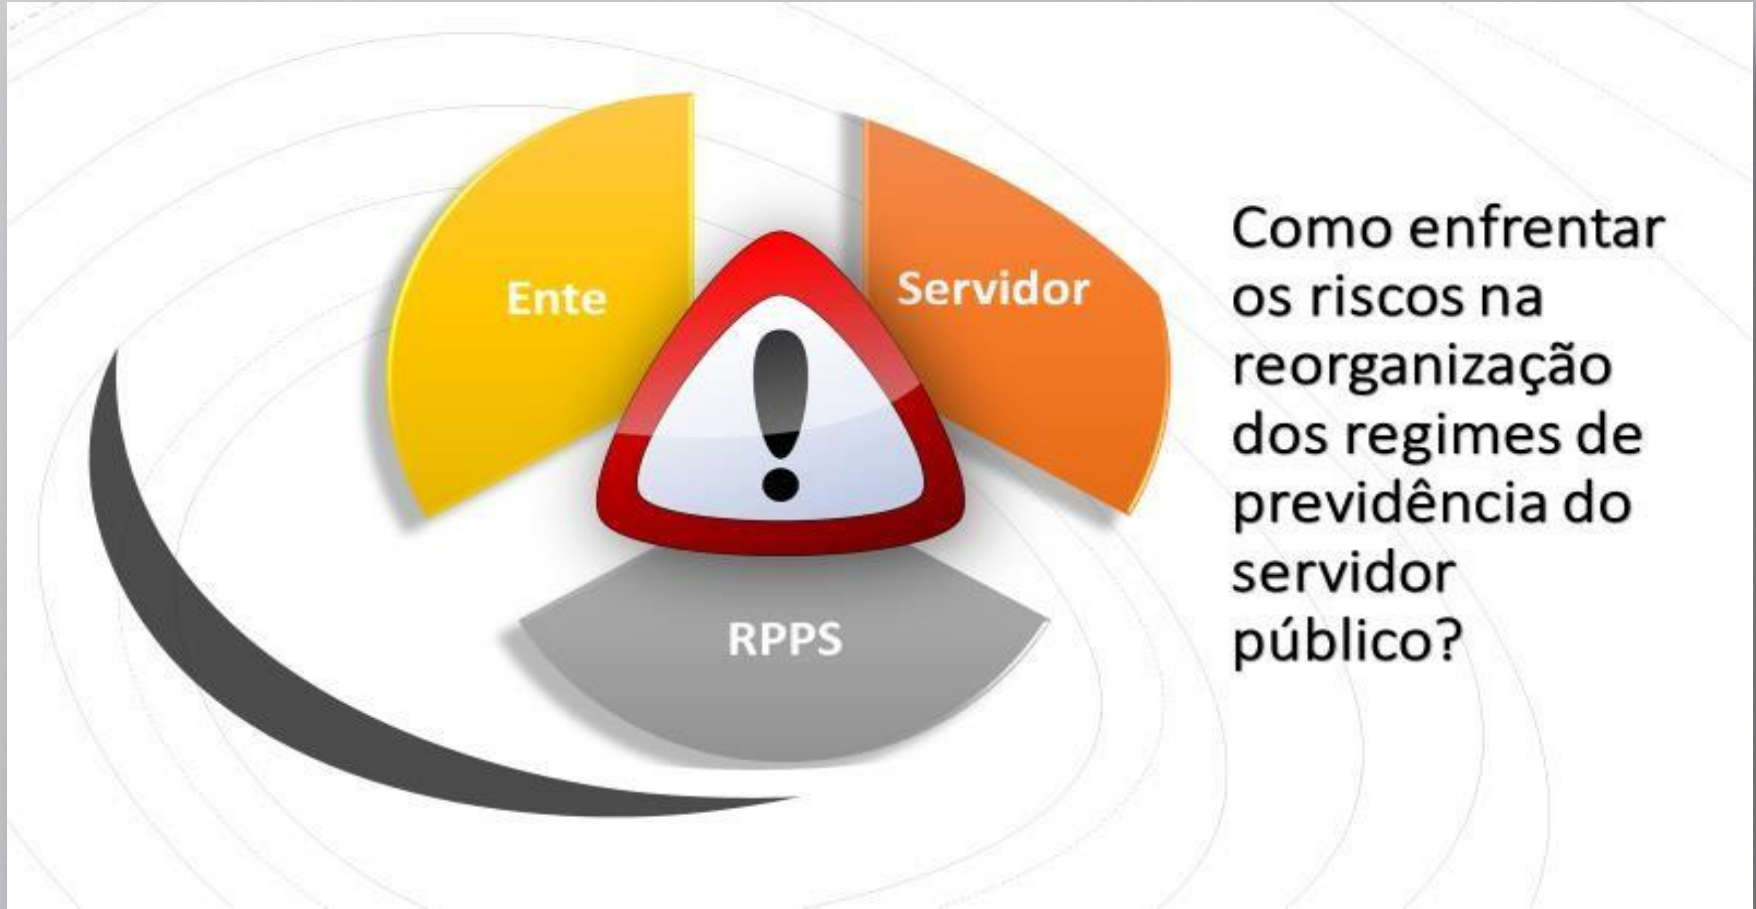 Ente
Servidor
RPPS
Como enfrentar
os riscos na
reorganização
dos regimes de
previdência do
servidor
público?